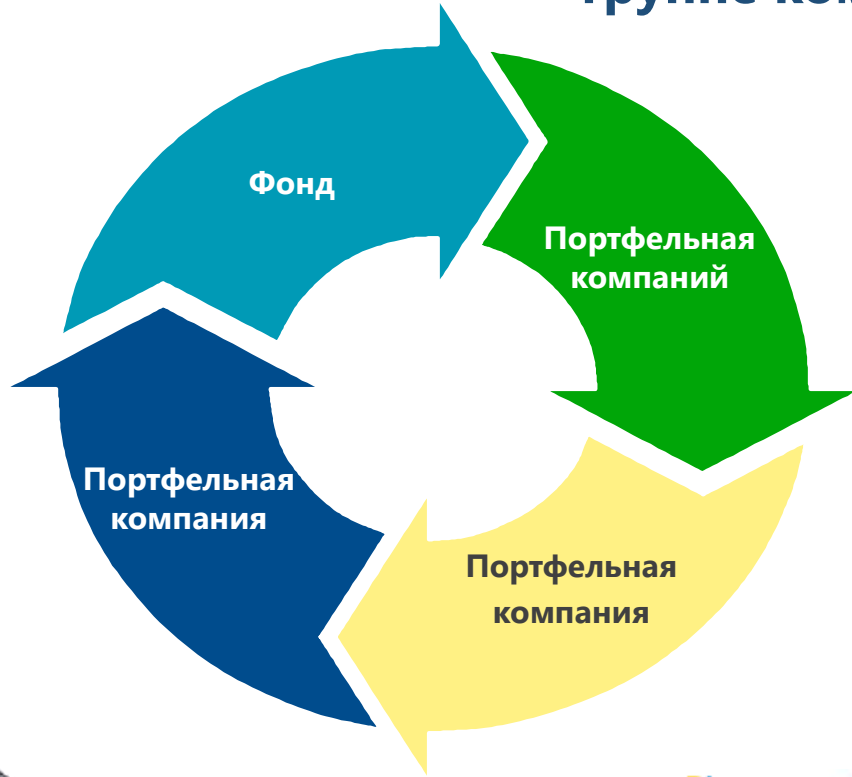 Фонд
Портфельная
компаний
Портфельная
компания
Портфельная
компания